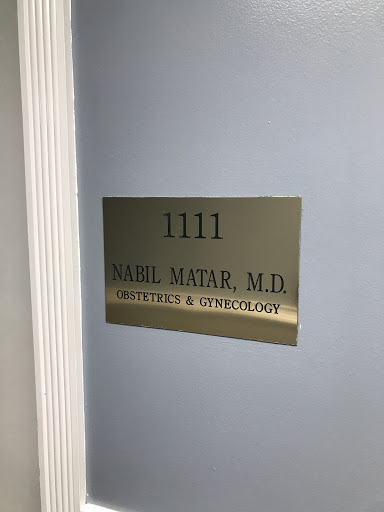 1111
NABIL MATAR, M.D.
OBSTETRICS & GYNECOLOGY